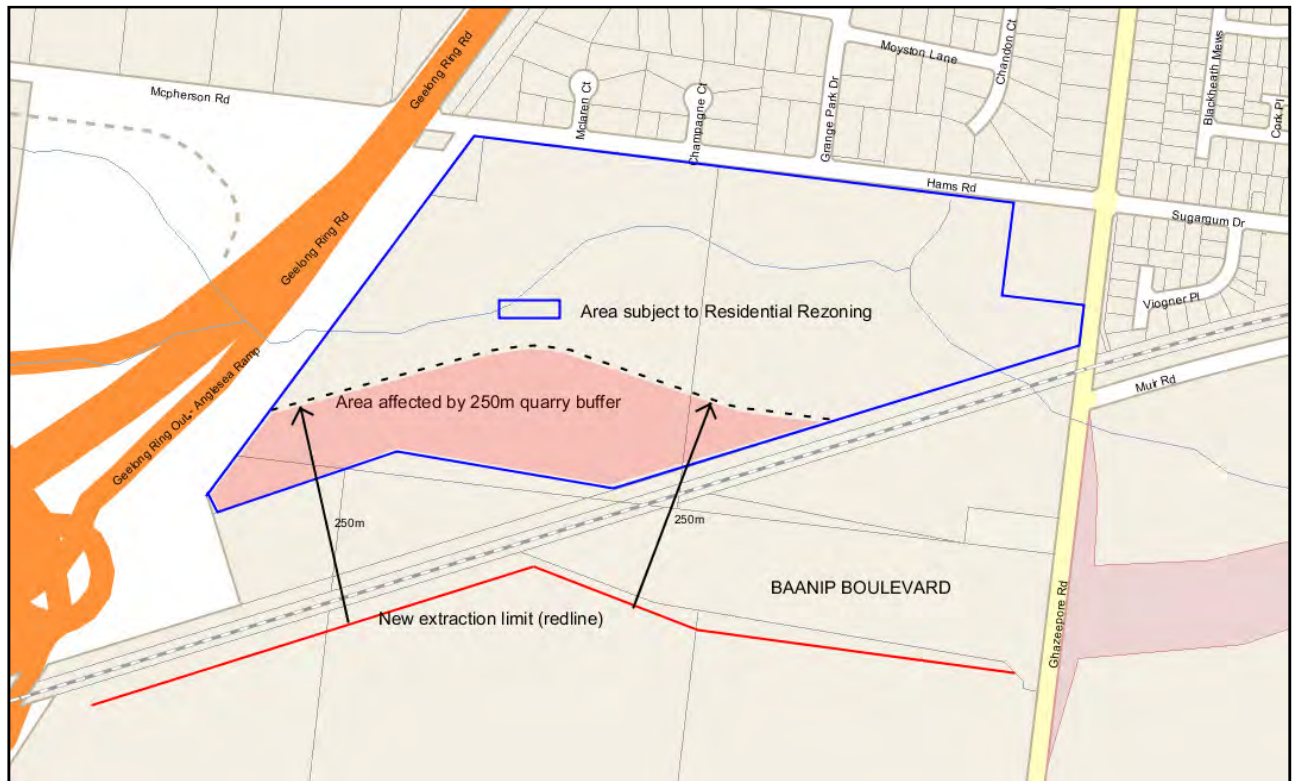 Geelong Ring Rd
Moyston Lane
Chandon Ct
Blackheath Mews
Cork Pl
Mcpherson Rd
Mclaren Ct
Champagne Ct
Grange Park Dr
Hams Rd
Sugargum Dr
Geelong Ring Rd
Viogner Pl
Area subject to Residential Rezoning
Geelong Ring Out - Anglesea Ramp
Muir Rd
Area affected by 250m quarry buffer
250m
250m
BAANIP BOULEVARD
New extraction limit (redline)
Ghazeepore Rd